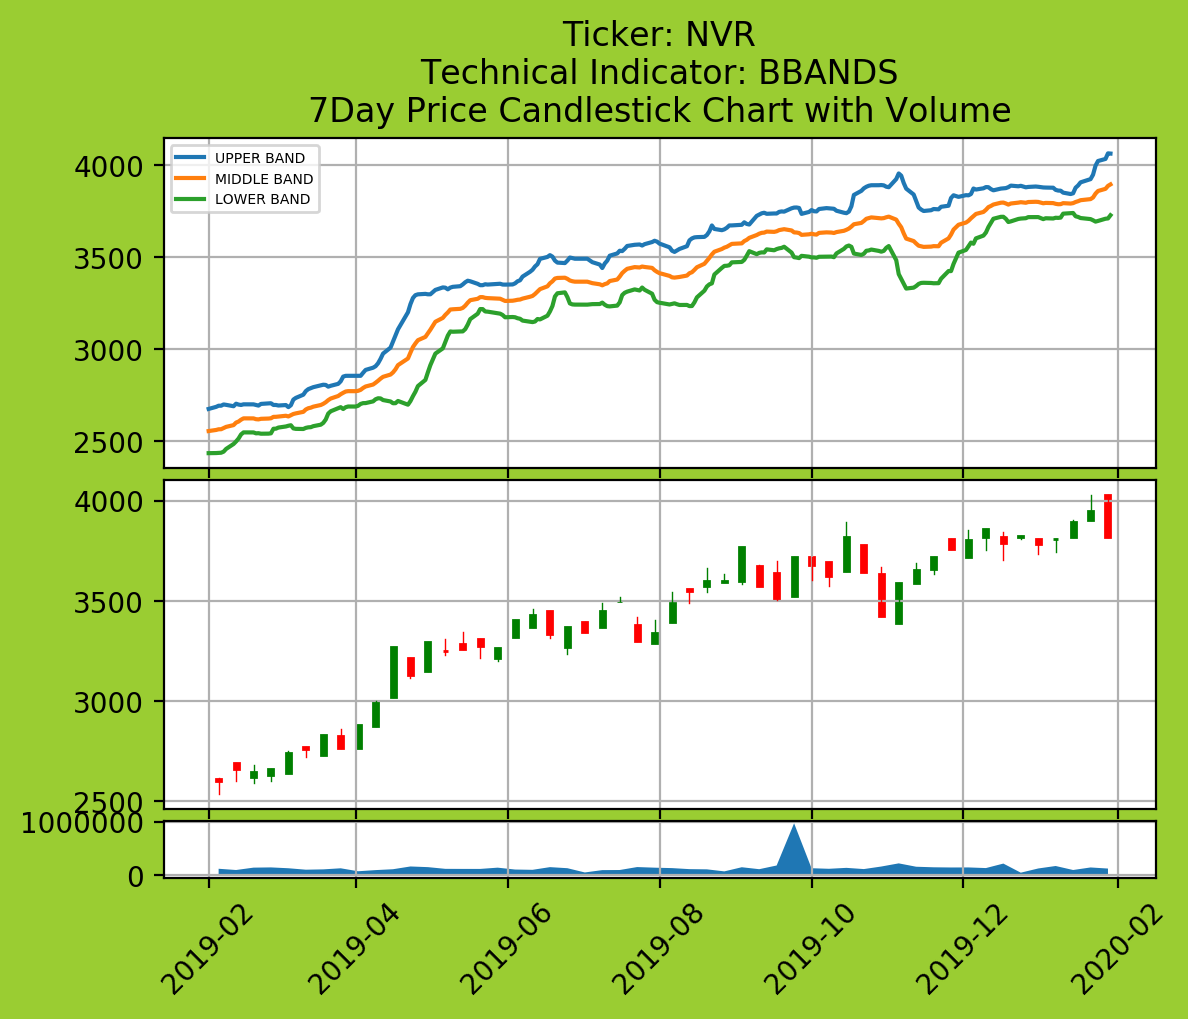 Ticker: NVR
Technical Indicator: BBANDS
7Day Price Candlestick Chart with Volume
4000
3500
3000
2500
UPPER BAND
MIDDLE BAND
LOWER BAND
4000
3500
3000
2500
1000000
0
2019-02
2019-04
2019-06
2019-08
2019-10
2019-12
2020-02